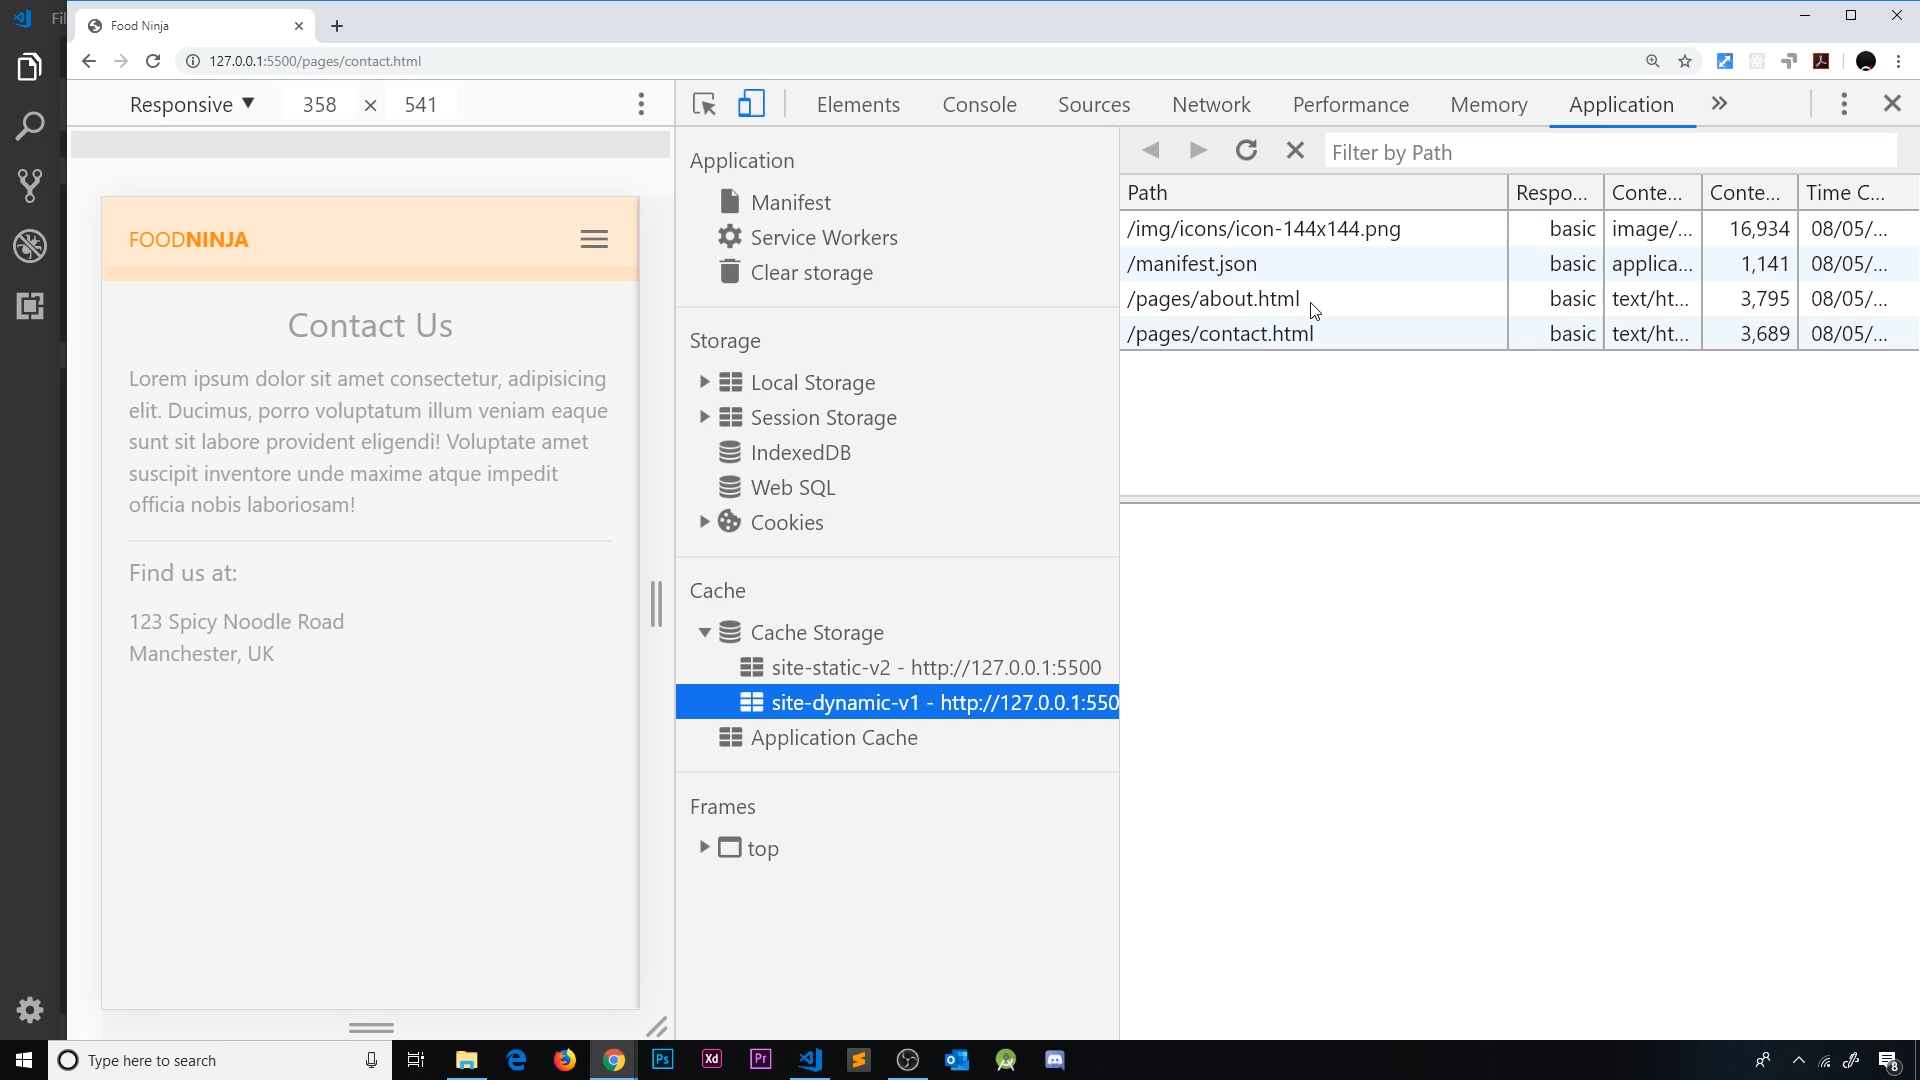 Fil
Food Ninja
127.0.0.1:5500/pages/contact.html
Responsive ▼ 358 × 541
Elements Console Sources Network Performance Memory Application
FOODNINJA
Contact Us
Lorem ipsum dolor sit amet consectetur, adipisicing
elit. Ducimus, porro voluptatum illum veniam eaque
sunt sit labore provident eligendi! Voluptate amet
suscipit inventore unde maxime atque impedit
officia nobis laboriosam!
Find us at:
123 Spicy Noodle Road
Manchester, UK
Application
Manifest
Service Workers
Clear storage
Storage
Local Storage
Session Storage
IndexedDB
Web SQL
Cookies
Cache
Cache Storage
site-static-v2 - http://127.0.0.1:5500
site-dynamic-v1 - http://127.0.0.1:550
Application Cache
Frames
top
Filter by Path
Path Respo... Conte... Conte... Time C...
/img/icons/icon-144x144.png basic image/... 16,934 08/05/...
/manifest.json basic applica... 1,141 08/05/...
/pages/about.html basic text/ht... 3,795 08/05/...
/pages/contact.html basic text/ht... 3,689 08/05/...
Type here to search
Ps
Xd
Pr
8